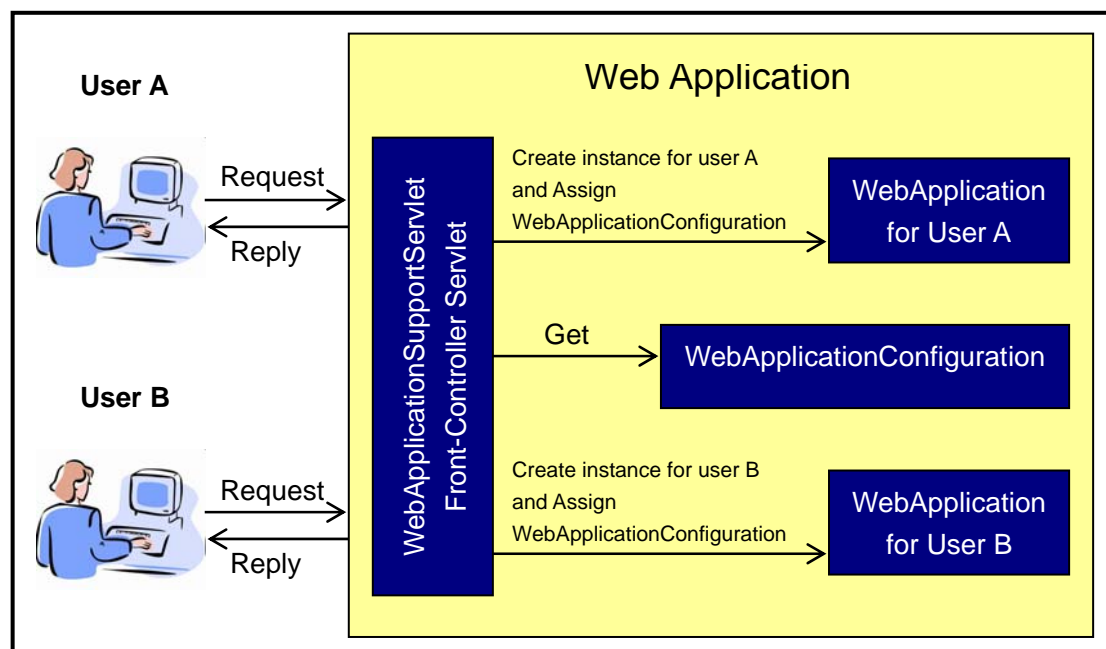 Web Application
User A
Request
Reply
User B
Request
Reply
WebApplicationSupportServlet
Front-Controller Servlet
Create instance for user A
and Assign
WebApplicationConfiguration
WebApplication
for User A
Get
WebApplicationConfiguration
Create instance for user B
and Assign
WebApplicationConfiguration
WebApplication
for User B